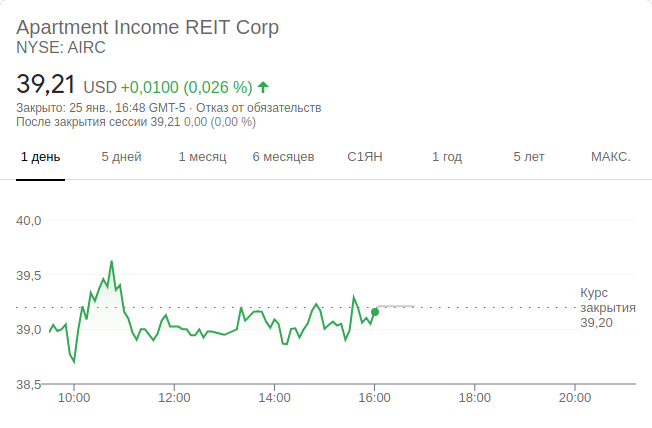 Apartment Income REIT Corp
NYSE: AIRC
39,21 USD +0,0100 (0,026 %)
Закрыто: 25 янв., 16:48 GMT-5 · Отказ от обязательств
После закрытия сессии 39,21 0,00 (0,00 %)
1 день 5 дней 1 месяц 6 месяцев С1ЯН 1 год 5 лет МАКС.
40,0
39,5
Курс
закрытия
39,20
39,0
38,5
10:00 12:00 14:00 16:00 18:00 20:00